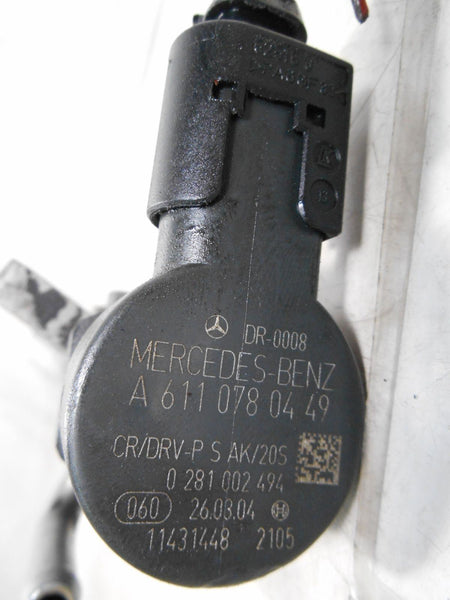 DR-0008
MERCEDES-BENZ
A 611 078 04 49
CR/DRV-P S AK/20S
0 281 002 494
060 26.03.04
11431448 2105